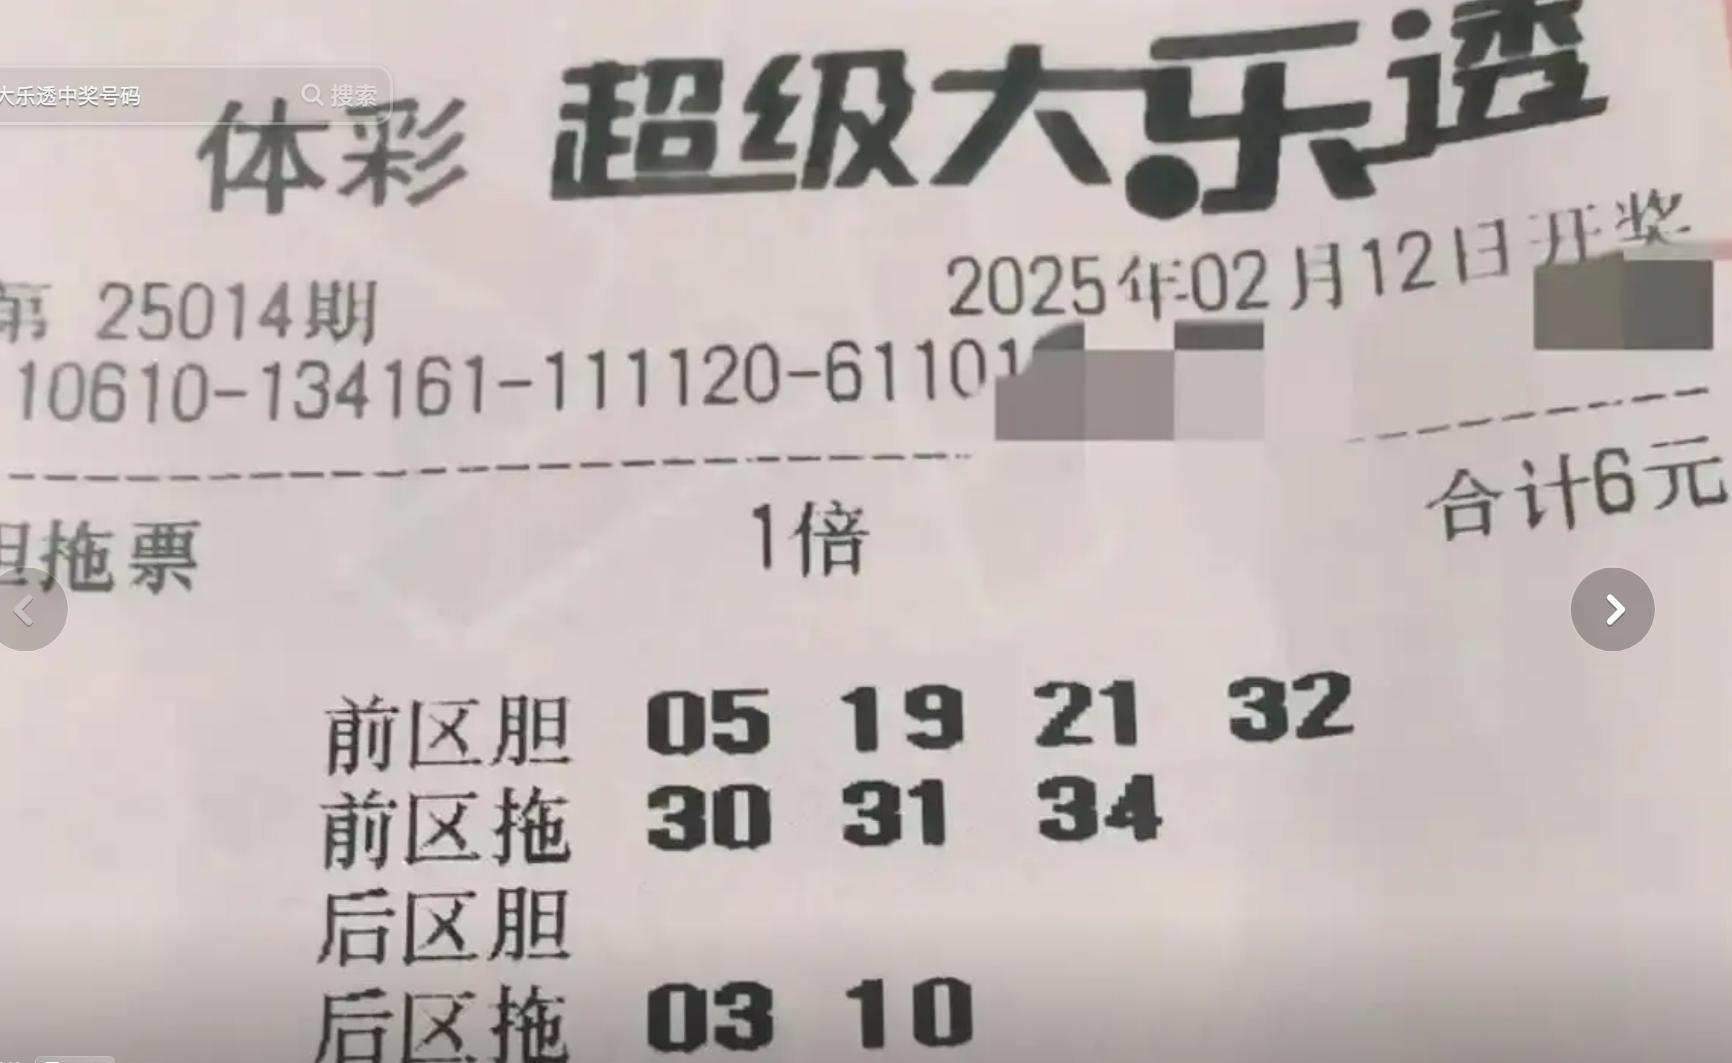 大乐透中奖号码 搜索
体彩 超级大乐透
第 25014期 2025年02月12日开奖
10610-134161-111120-61101
胆拖票 1倍 合计6元
前区胆 05 19 21 32
前区拖 30 31 34
后区胆
后区拖 03 10